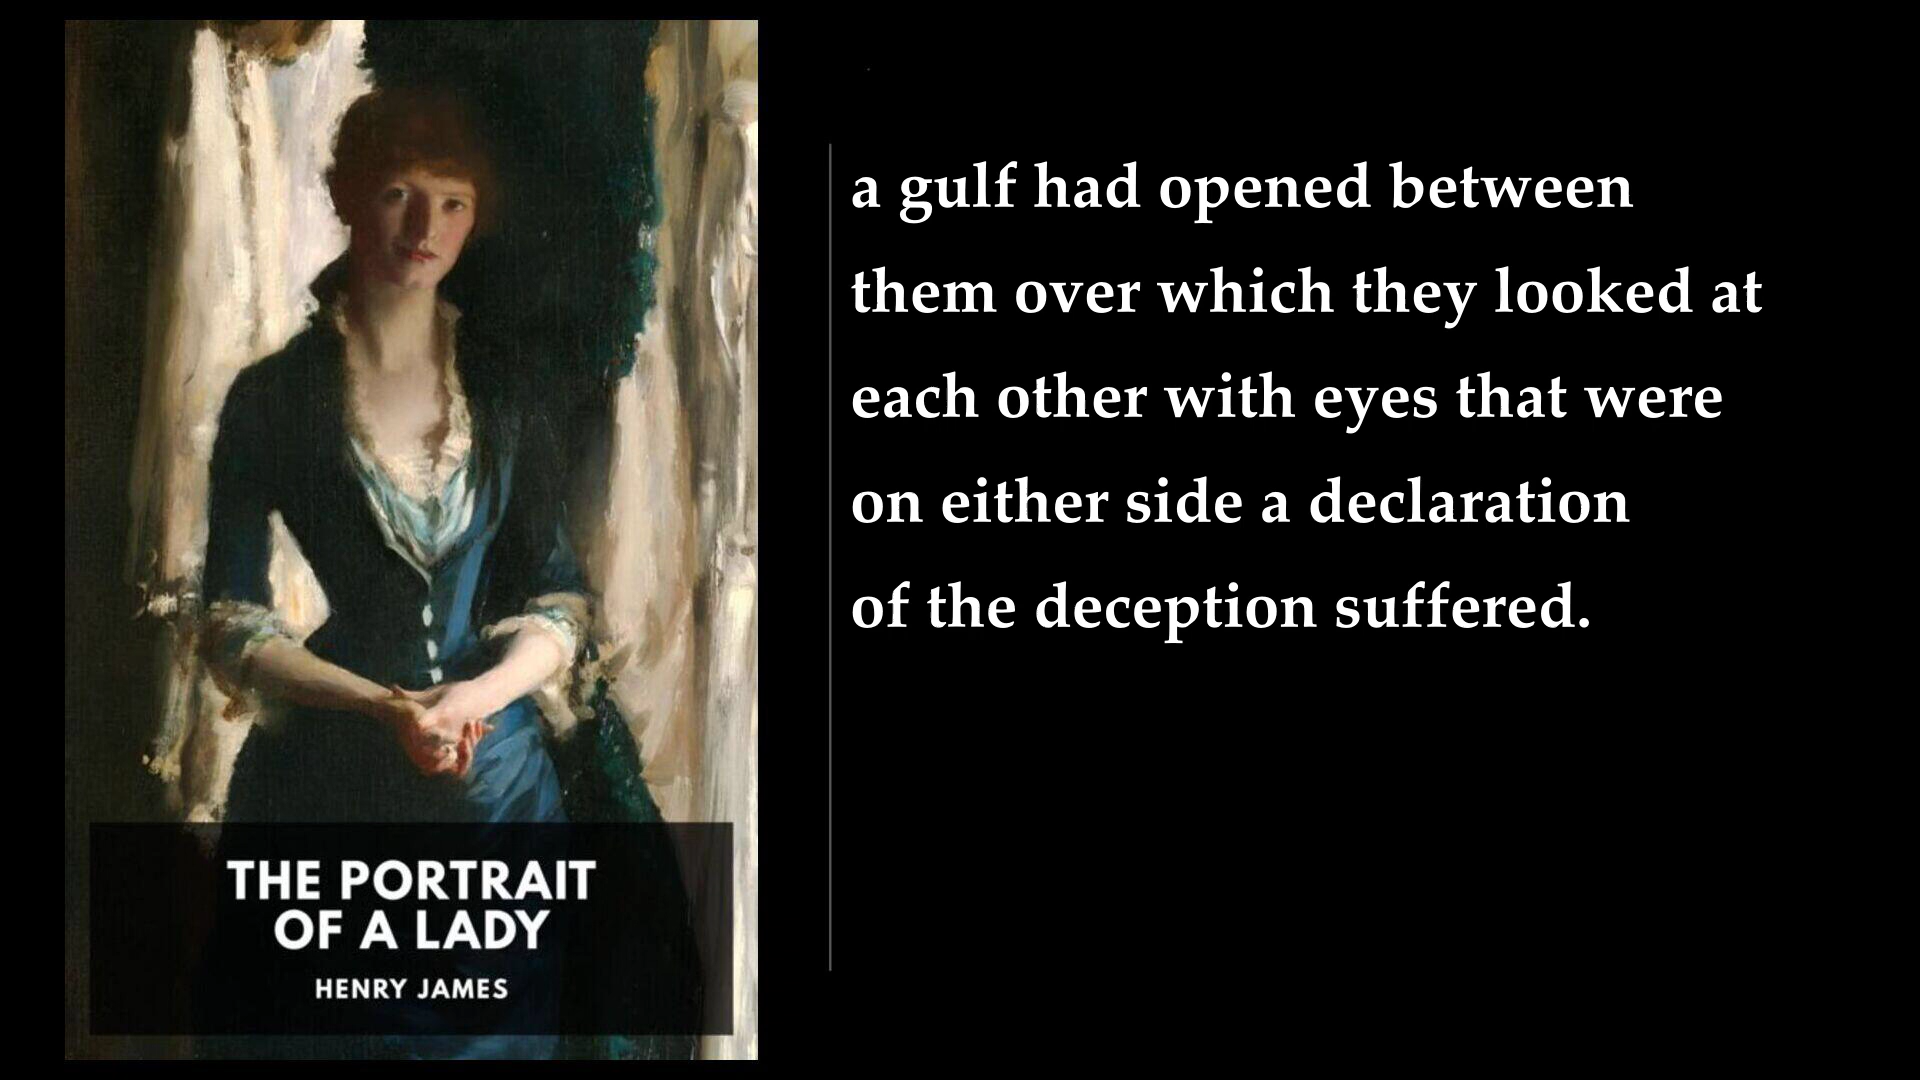 a gulf had opened between
them over which they looked at
each other with eyes that were
on either side a declaration
of the deception suffered.
THE PORTRAIT
OF A LADY
HENRY JAMES